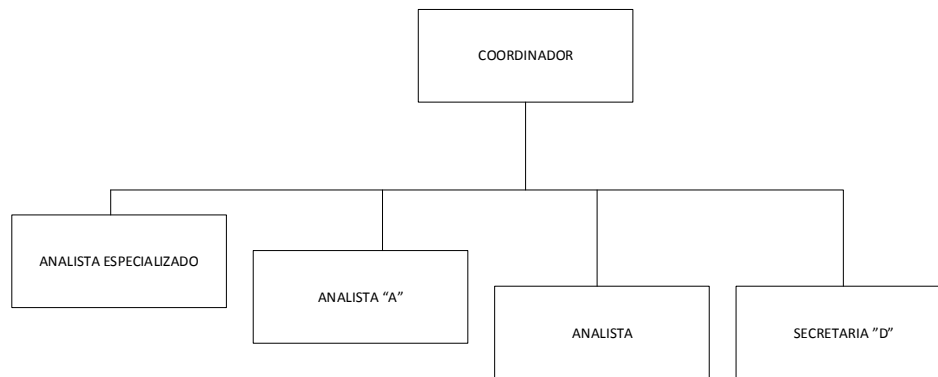 COORDINADOR
ANALISTA ESPECIALIZADO
ANALISTA “A”
ANALISTA
SECRETARIA ”D”